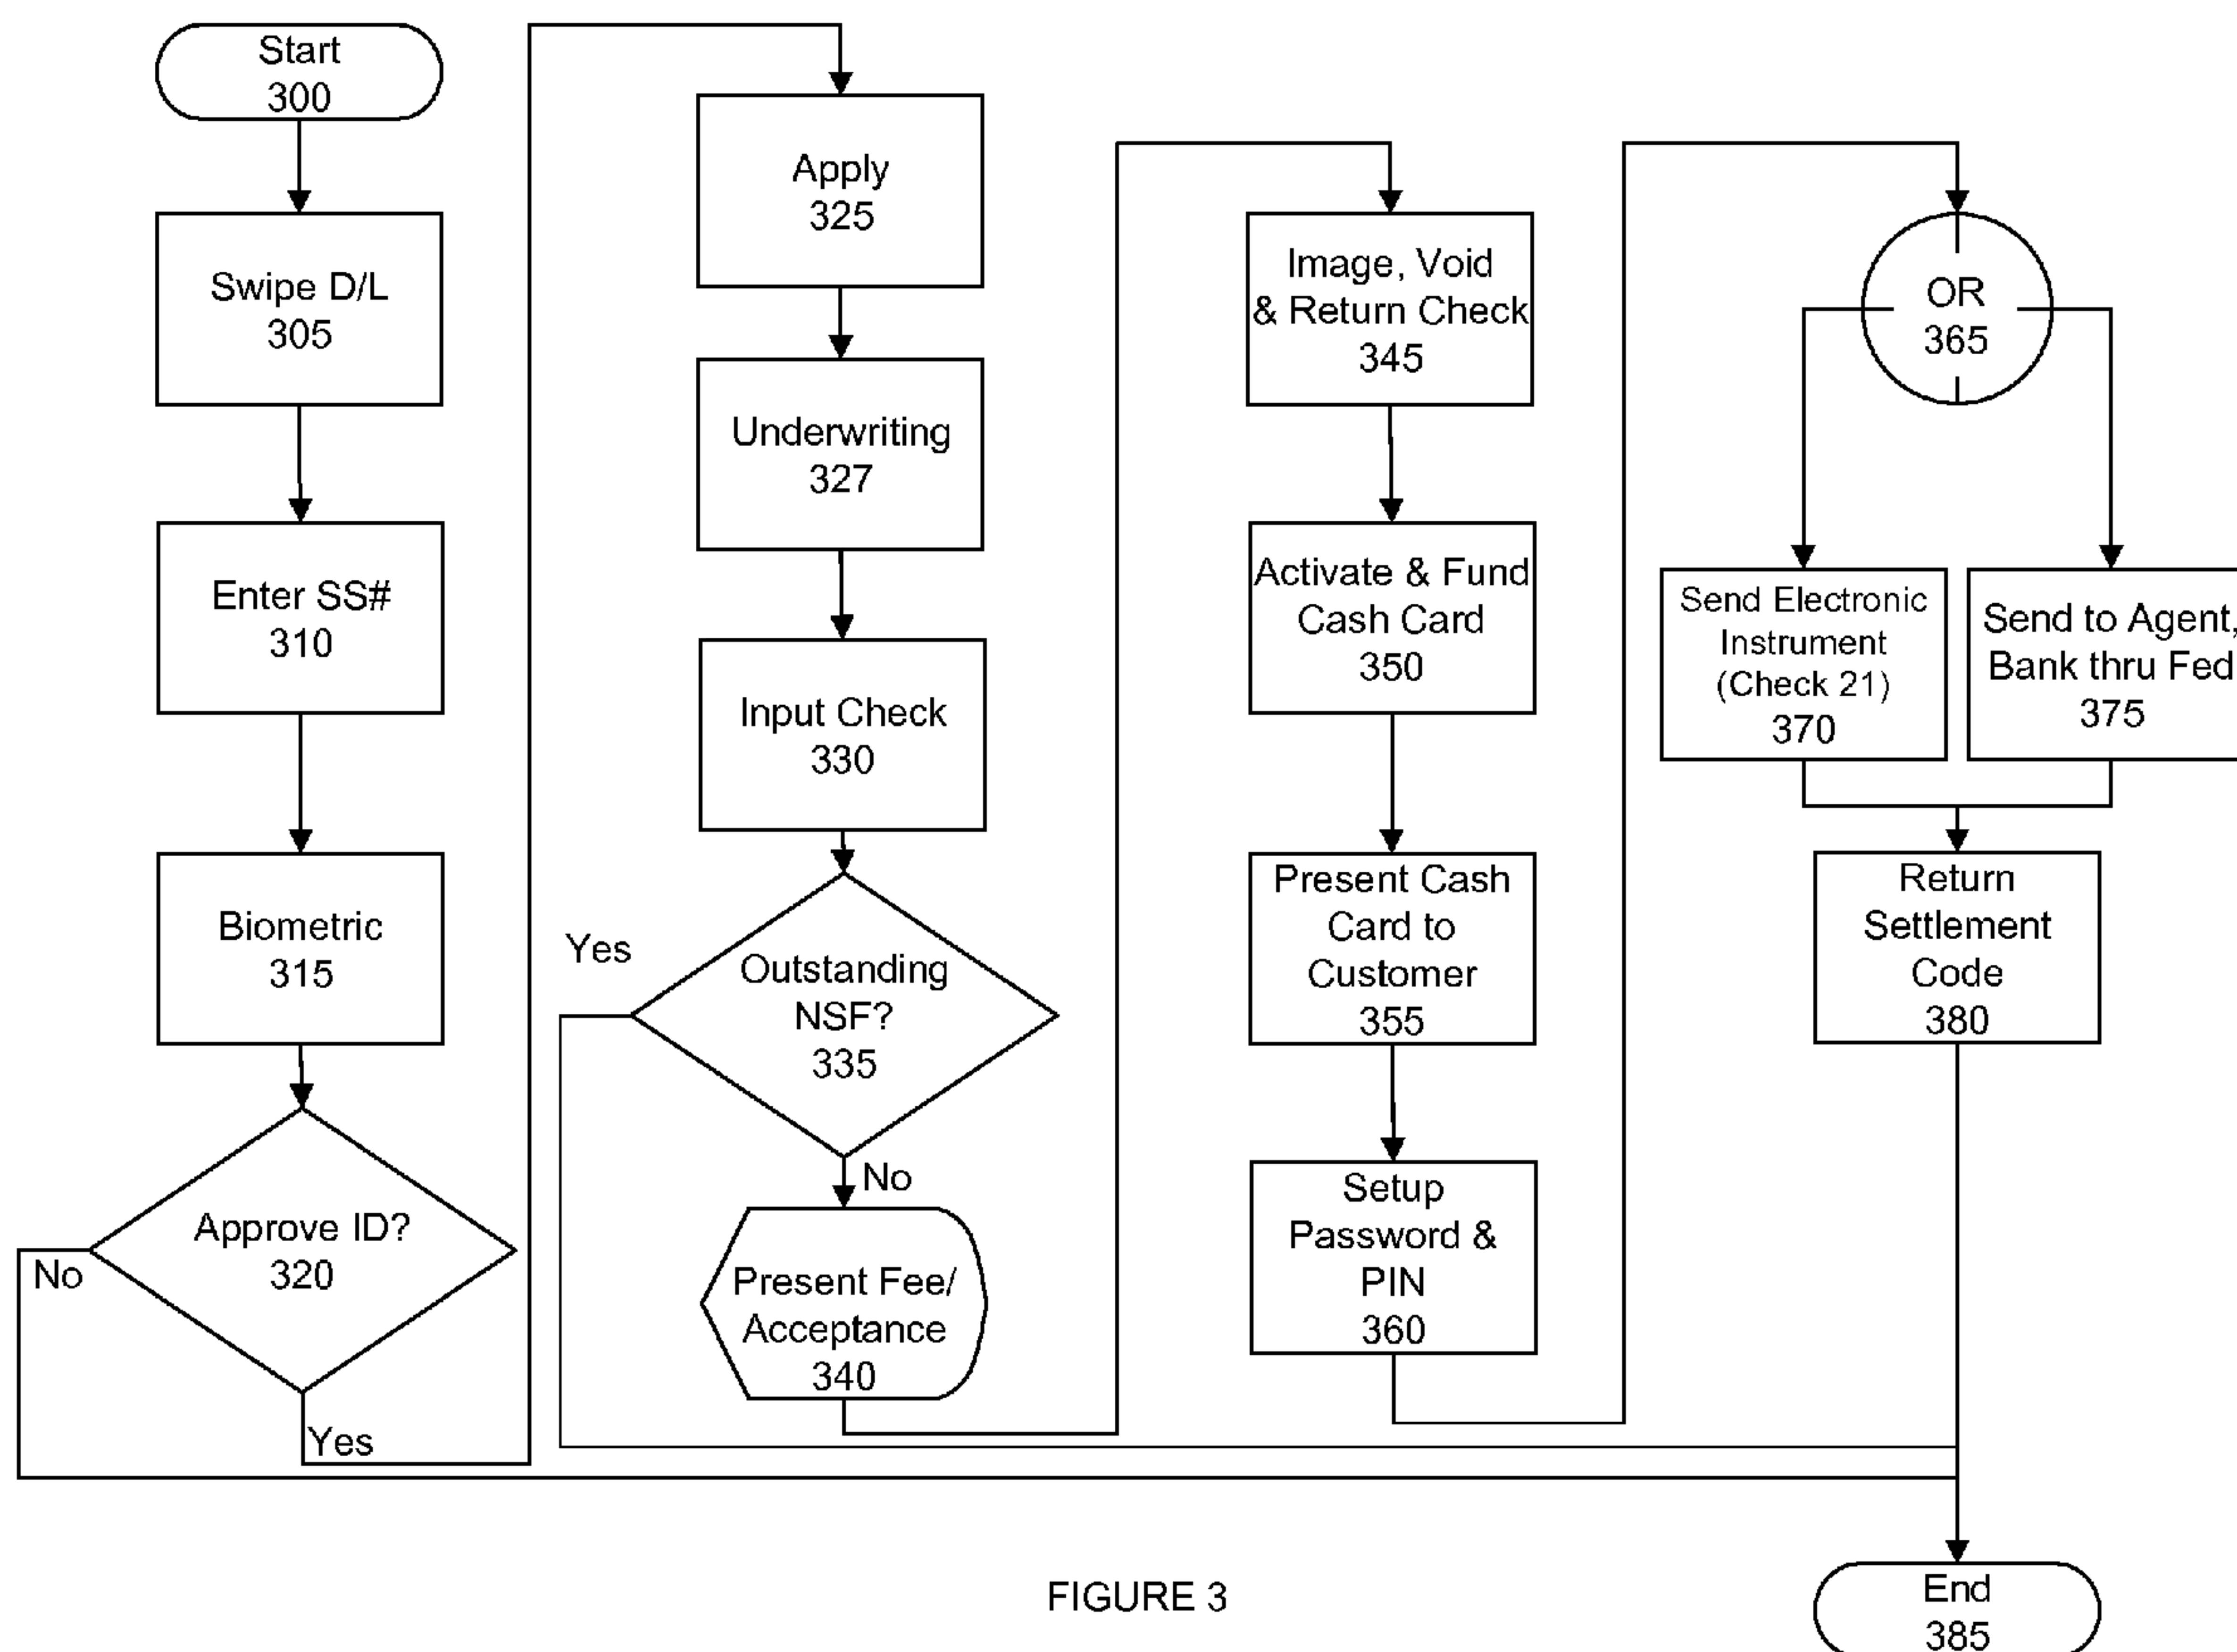 Start
300
Swipe D/L
305
Enter SS#
310
Biometric
315
Approve ID?
320
No
Yes
Apply
325
Underwriting
327
Input Check
330
Yes
Outstanding
NSF?
335
No
Present Fee/
Acceptance
340
Image, Void
& Return Check
345
Activate & Fund
Cash Card
350
Present Cash
Card to
Customer
355
Setup
Password &
PIN
360
OR
365
Send Electronic
Instrument
(Check 21)
370
Send to Agent,
Bank thru Fed
375
Return
Settlement
Code
380
End
385
FIGURE 3